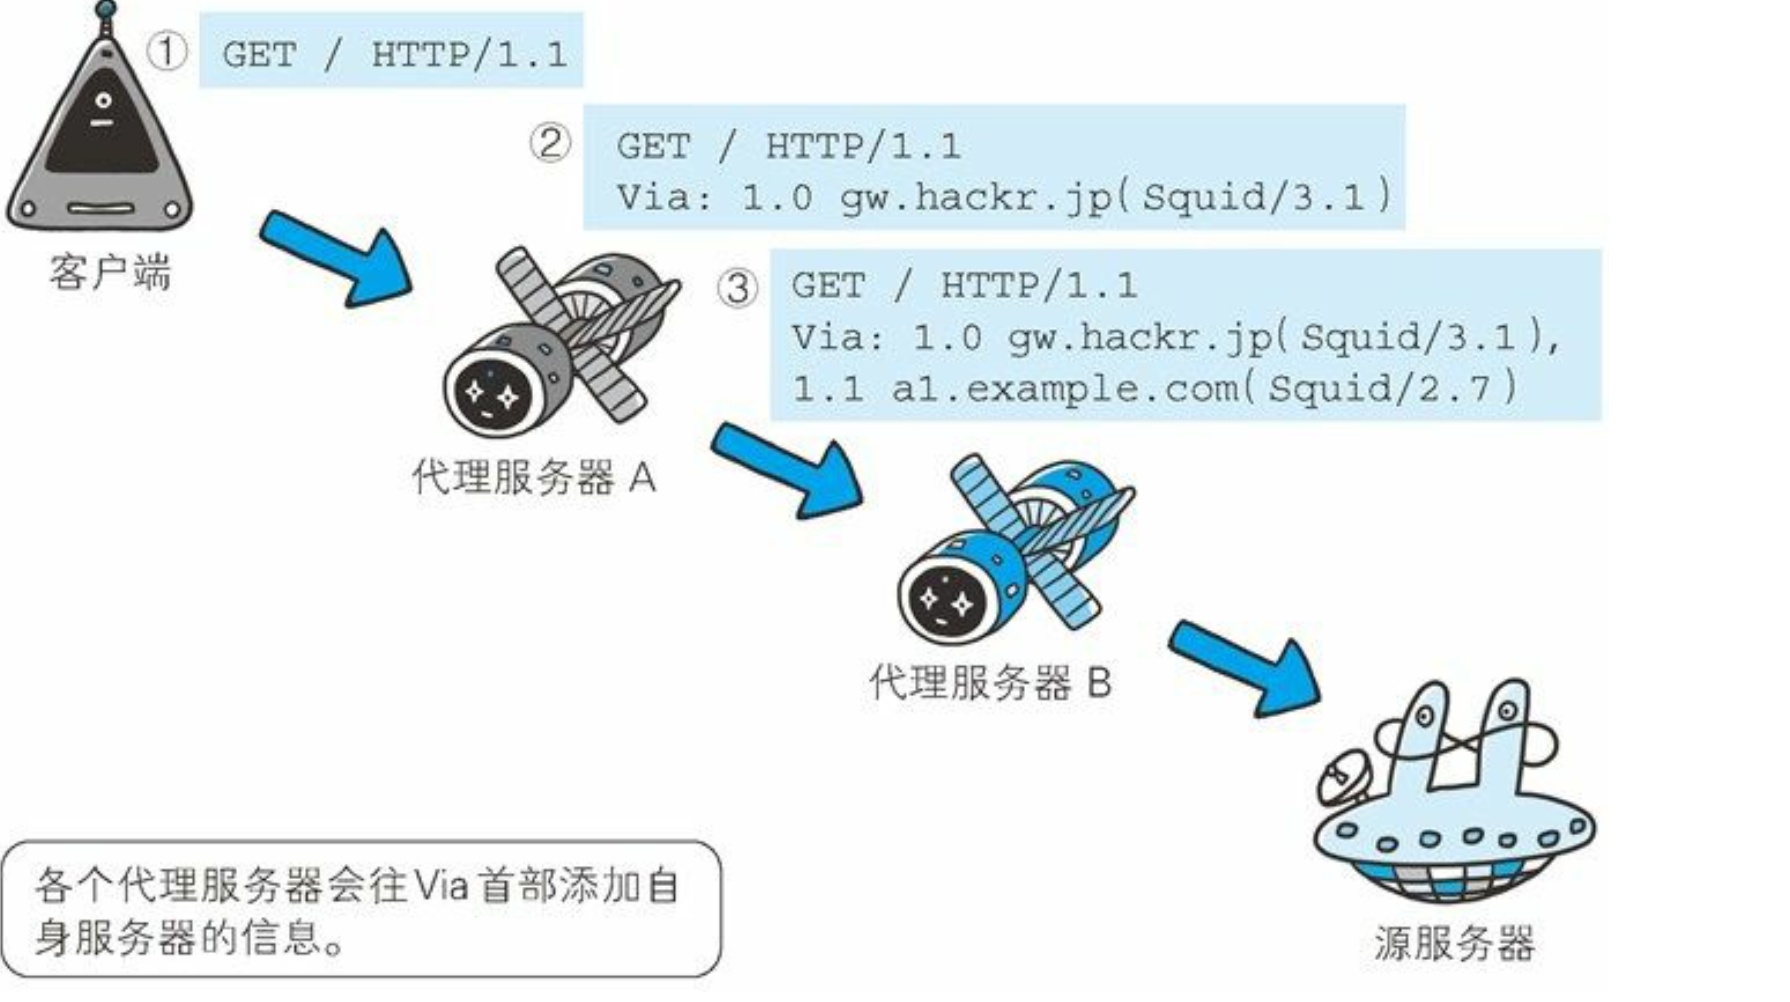 ① GET / HTTP/1.1
② GET / HTTP/1.1
Via: 1.0 gw.hackr.jp(Squid/3.1)
客户端
③ GET / HTTP/1.1
Via: 1.0 gw.hackr.jp(Squid/3.1),
1.1 a1.example.com(Squid/2.7)
代理服务器 A
代理服务器 B
各个代理服务器会往Via首部添加自
身服务器的信息。
源服务器